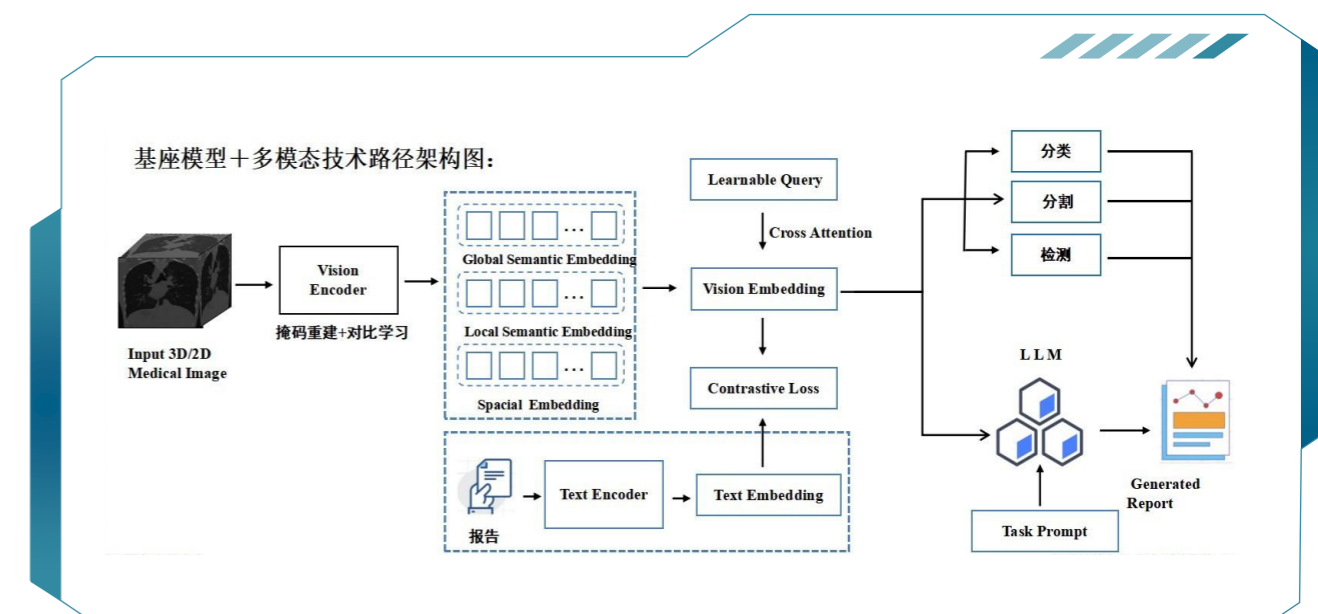 基座模型＋多模态技术路径架构图：
Input 3D/2D
Medical Image
Vision
Encoder
掩码重建+对比学习
...
Global Semantic Embedding
...
Local Semantic Embedding
...
Spacial Embedding
报告
Text Encoder
Text Embedding
Learnable Query
Cross Attention
Vision Embedding
Contrastive Loss
分类
分割
检测
LLM
Task Prompt
Generated
Report